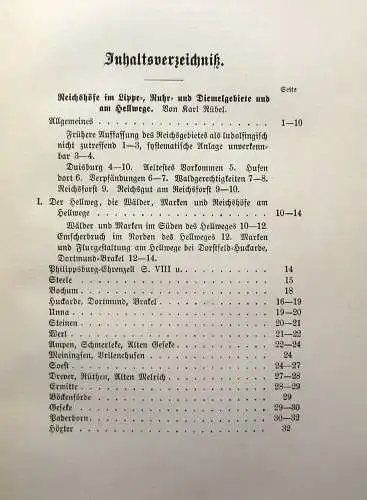 Inhaltsverzeichniß.
Seite
Reichshöfe im Lippe-, Ruhr- und Diemelgebiete und
am Hellwege. Von Karl Rübel.
Allgemeines 1—10
Frühere Auffassung des Reichsgebietes als ludolfingisch
nicht zutreffend 1—3, systematische Anlage unverkenn-
bar 3—4.
Duisburg 4—10. Aeltestes Vorkommen 5. Hufen
dort 6. Verpfändungen 6—7. Waldgerechtigkeiten 7—8.
Reichsforst 9. Reichsgut am Reichsforst 9—10.
I. Der Hellweg, die Wälder, Marken und Reichshöfe am
Hellwege 10—14
Wälder und Marken im Süden des Hellweges 10—12.
Emscherbruch im Norden des Hellweges 12. Marken
und Flurgestaltung am Hellwege bei Dorstfeld-Huckarde,
Dortmund-Brakel 12—14.
Philippsburg-Ehrenzell S. VIII u. 14
Steele 15
Bochum 18
Huckarde, Dortmund, Brakel 16—19
Unna 19—20
Steinen 20—21
Werl 21—22
Ampen, Schmerleke, Alten Geseke 22—24
Meiningsen, Brilenchusen 24
Soest 24—27
Drewer, Rüthen, Alten Melrich 27—28
Erwitte 28—29
Böckenförde 29
Geseke 29—30
Paderborn 30—32
Höxter 32